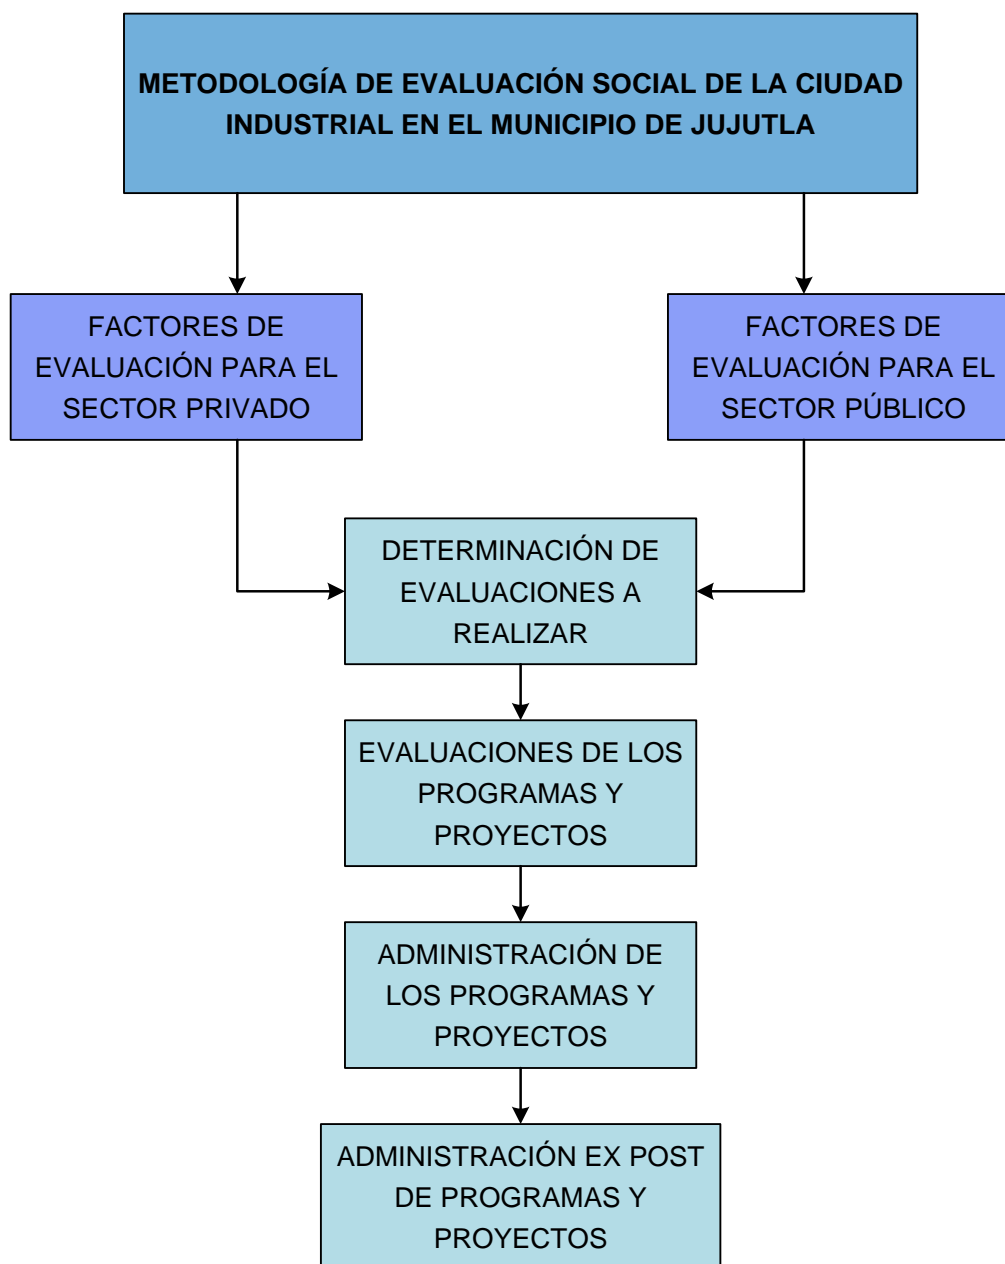 METODOLOGÍA DE EVALUACIÓN SOCIAL DE LA CIUDAD
INDUSTRIAL EN EL MUNICIPIO DE JUJUTLA
FACTORES DE
EVALUACIÓN PARA EL
SECTOR PRIVADO
FACTORES DE
EVALUACIÓN PARA EL
SECTOR PÚBLICO
DETERMINACIÓN DE
EVALUACIONES A
REALIZAR
EVALUACIONES DE LOS
PROGRAMAS Y
PROYECTOS
ADMINISTRACIÓN DE
LOS PROGRAMAS Y
PROYECTOS
ADMINISTRACIÓN EX POST
DE PROGRAMAS Y
PROYECTOS